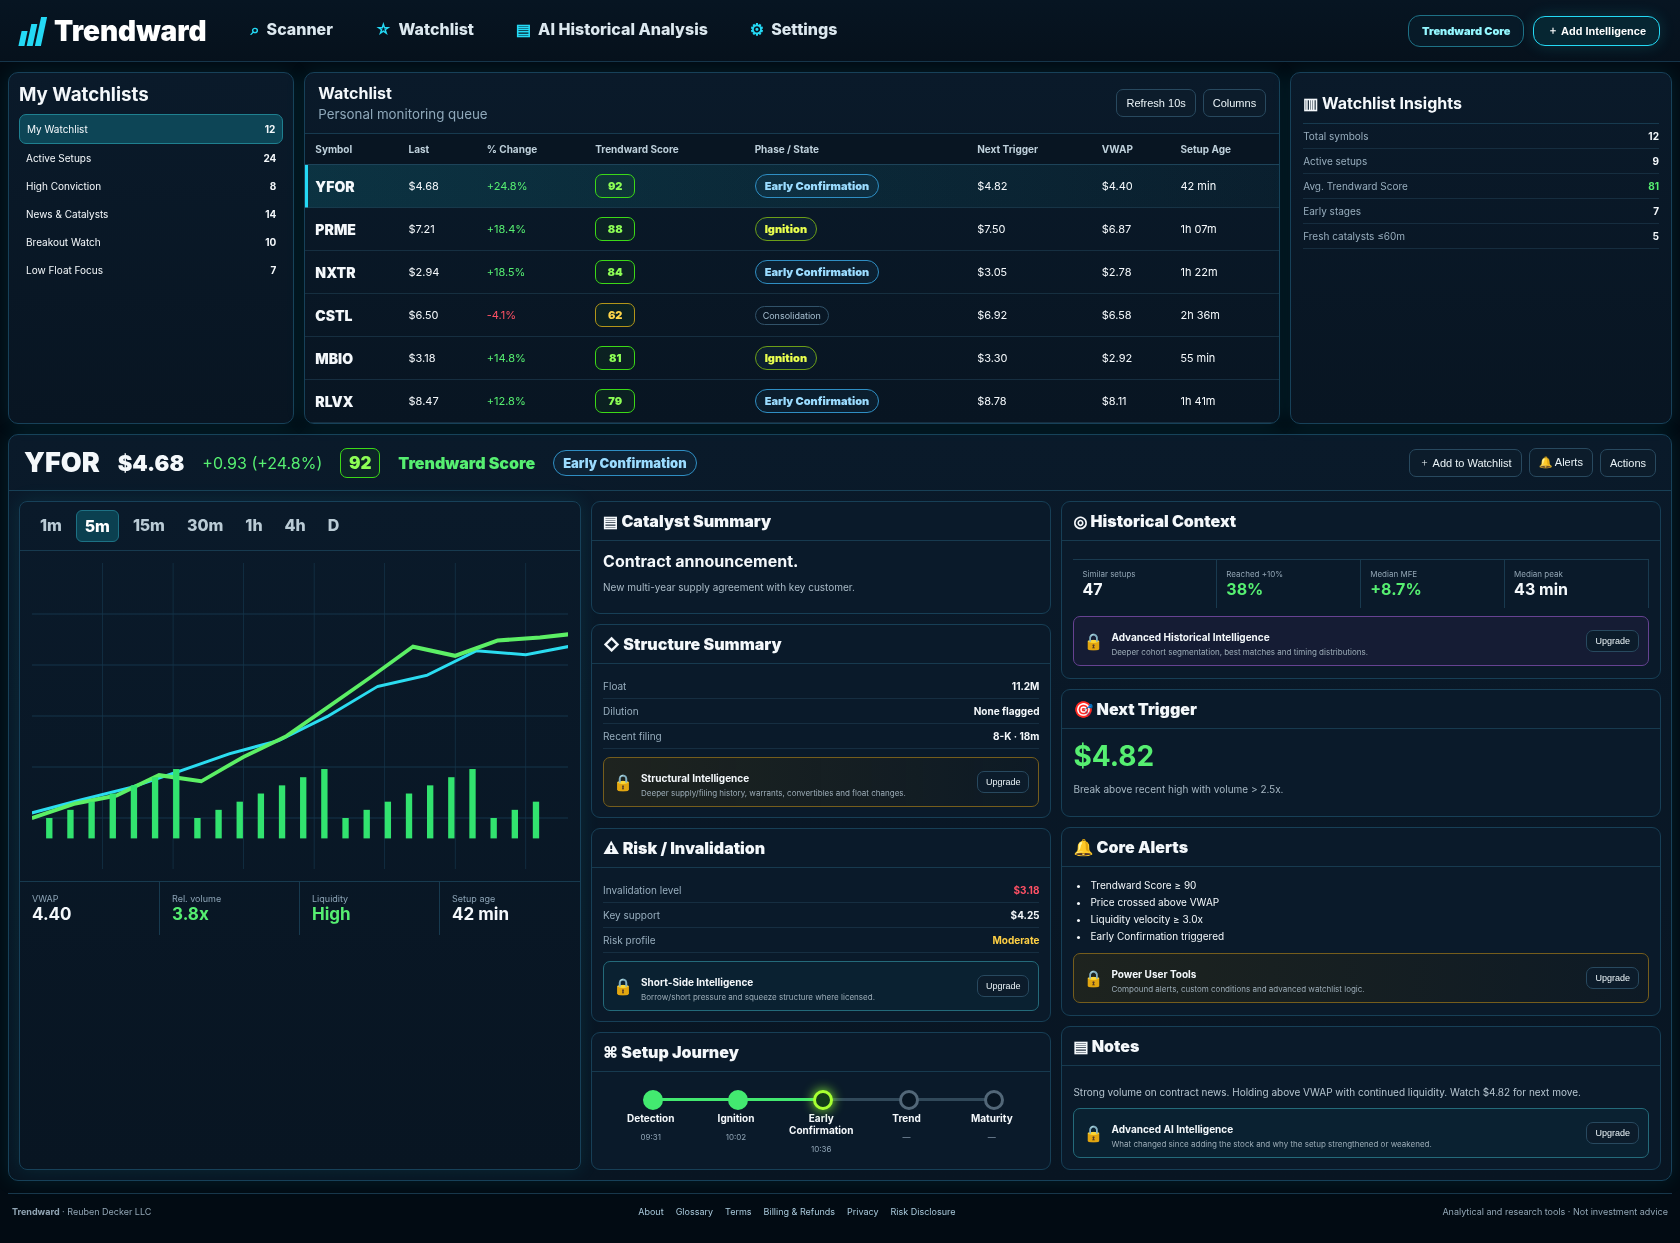 Trendward
Scanner
Watchlist
AI Historical Analysis
Settings
Trendward Core
+ Add Intelligence
My Watchlists
My Watchlist 12
Active Setups 24
High Conviction 8
News & Catalysts 14
Breakout Watch 10
Low Float Focus 7
Watchlist
Personal monitoring queue
Refresh 10s
Columns
Symbol Last % Change Trendward Score Phase / State Next Trigger VWAP Setup Age
YFOR $4.68 +24.8% 92 Early Confirmation $4.82 $4.40 42 min
PRME $7.21 +18.4% 88 Ignition $7.50 $6.87 1h 07m
NXTR $2.94 +18.5% 84 Early Confirmation $3.05 $2.78 1h 22m
CSTL $6.50 -4.1% 62 Consolidation $6.92 $6.58 2h 36m
MBIO $3.18 +14.8% 81 Ignition $3.30 $2.92 55 min
RLVX $8.47 +12.8% 79 Early Confirmation $8.78 $8.11 1h 41m
Watchlist Insights
Total symbols 12
Active setups 9
Avg. Trendward Score 81
Early stages 7
Fresh catalysts ≤60m 5
YFOR $4.68 +0.93 (+24.8%) 92 Trendward Score Early Confirmation
+ Add to Watchlist
Alerts
Actions
1m 5m 15m 30m 1h 4h D
VWAP
4.40
Rel. volume
3.8x
Liquidity
High
Setup age
42 min
Catalyst Summary
Contract announcement.
New multi-year supply agreement with key customer.
Structure Summary
Float 11.2M
Dilution None flagged
Recent filing 8-K · 18m
Structural Intelligence
Deeper supply/filing history, warrants, convertibles and float changes.
Upgrade
Risk / Invalidation
Invalidation level $3.18
Key support $4.25
Risk profile Moderate
Short-Side Intelligence
Borrow/short pressure and squeeze structure where licensed.
Upgrade
Setup Journey
Detection
09:31
Ignition
10:02
Early
Confirmation
10:36
Trend
—
Maturity
—
Historical Context
Similar setups
47
Reached +10%
38%
Median MFE
+8.7%
Median peak
43 min
Advanced Historical Intelligence
Deeper cohort segmentation, best matches and timing distributions.
Upgrade
Next Trigger
$4.82
Break above recent high with volume > 2.5x.
Core Alerts
• Trendward Score ≥ 90
• Price crossed above VWAP
• Liquidity velocity ≥ 3.0x
• Early Confirmation triggered
Power User Tools
Compound alerts, custom conditions and advanced watchlist logic.
Upgrade
Notes
Strong volume on contract news. Holding above VWAP with continued liquidity. Watch $4.82 for next move.
Advanced AI Intelligence
What changed since adding the stock and why the setup strengthened or weakened.
Upgrade
Trendward · Reuben Decker LLC
About Glossary Terms Billing & Refunds Privacy Risk Disclosure
Analytical and research tools · Not investment advice